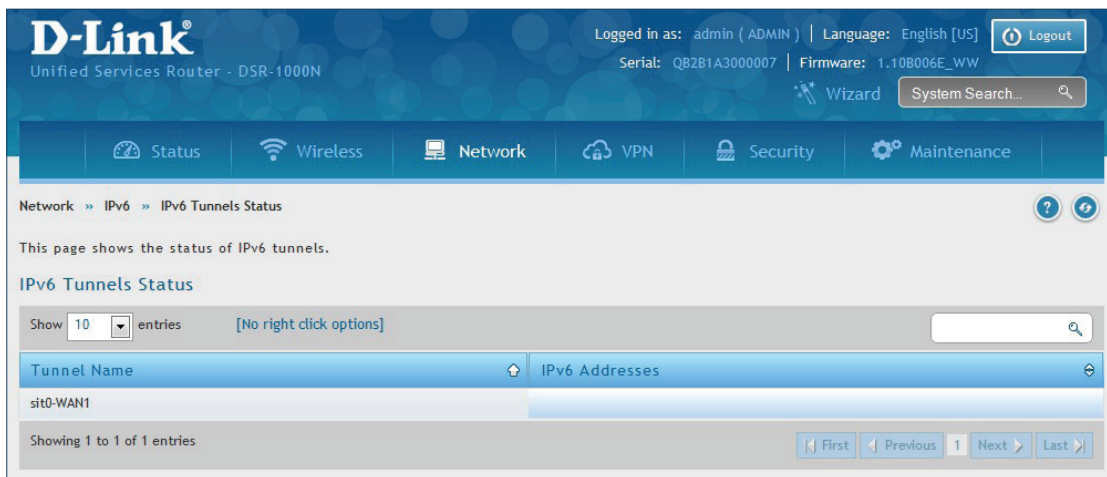 D-Link®
Unified Services Router - DSR-1000N
Logged in as: admin ( ADMIN ) | Language: English [US]
Logout
Serial: QB2B1A3000007 | Firmware: 1.10B006E_WW
Wizard
System Search...
Status
Wireless
Network
VPN
Security
Maintenance
Network » IPv6 » IPv6 Tunnels Status
?
This page shows the status of IPv6 tunnels.
IPv6 Tunnels Status
Show 10 entries
[No right click options]
Tunnel Name
IPv6 Addresses
sit0-WAN1
Showing 1 to 1 of 1 entries
First
Previous
1
Next
Last